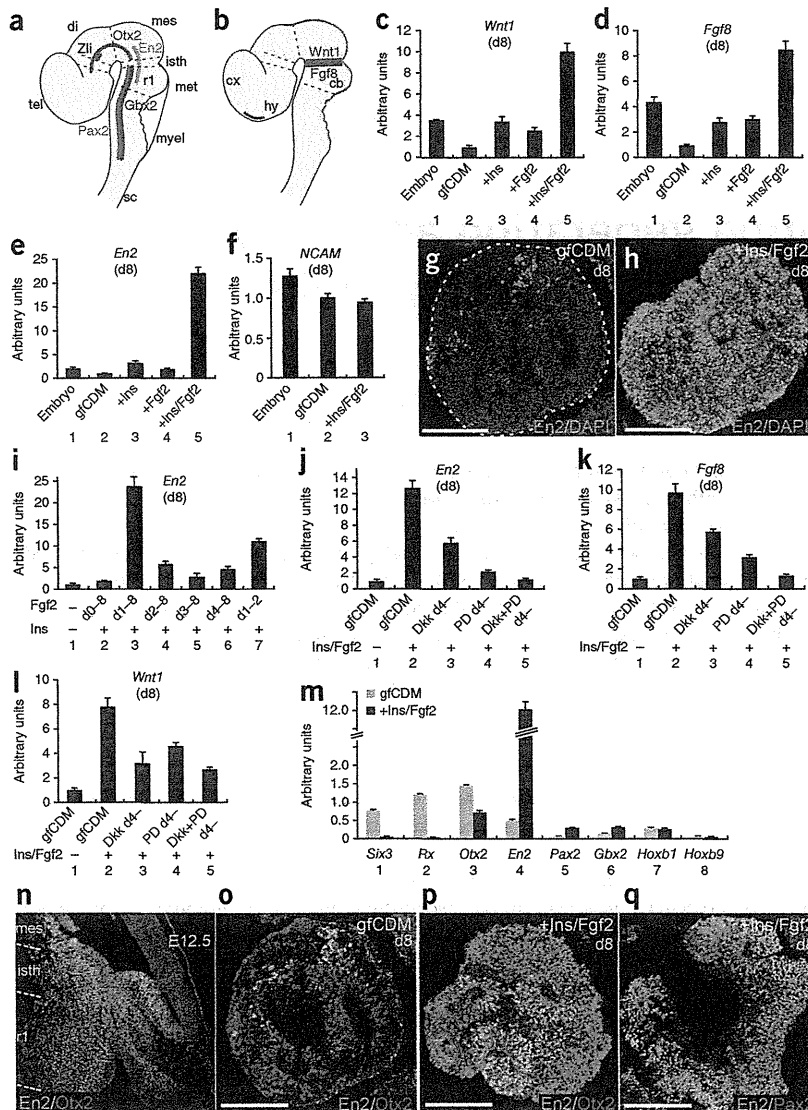 a
di
mes
Otx2
Zli
En2
isth
r1
met
tel
Gbx2
Pax2
myel
sc
b
Wnt1
Fgf8
cx
cb
hy
c
Wnt1
(d8)
Arbitrary units
12
10
8
6
4
2
0
Embryo
gfCDM
+Ins
+Fgf2
+Ins/Fgf2
1 2 3 4 5
d
Fgf8
(d8)
Arbitrary units
10
8
6
4
2
0
Embryo
gfCDM
+Ins
+Fgf2
+Ins/Fgf2
1 2 3 4 5
e
En2
(d8)
Arbitrary units
25
20
15
10
5
0
Embryo
gfCDM
+Ins
+Fgf2
+Ins/Fgf2
1 2 3 4 5
f
NCAM
(d8)
Arbitrary units
1.5
1.0
0.5
0
Embryo
gfCDM
+Ins/Fgf2
1 2 3
g
gfCDM
d8
En2/DAPI
h
+Ins/Fgf2
d8
En2/DAPI
i
En2
(d8)
Arbitrary units
25
20
15
10
5
0
Fgf2 – d0–8 d1–8 d2–8 d3–8 d4–8 d1–2
Ins – + + + + + +
1 2 3 4 5 6 7
j
En2
(d8)
Arbitrary units
14
12
10
8
6
4
2
0
gfCDM
gfCDM
Dkk d4–
PD d4–
Dkk+PD
d4–
Ins/Fgf2 – + + + +
1 2 3 4 5
k
Fgf8
(d8)
Arbitrary units
12
10
8
6
4
2
0
gfCDM
gfCDM
Dkk d4–
PD d4–
Dkk+PD
d4–
Ins/Fgf2 – + + + +
1 2 3 4 5
l
Wnt1
(d8)
Arbitrary units
10
8
6
4
2
0
gfCDM
gfCDM
Dkk d4–
PD d4–
Dkk+PD
d4–
Ins/Fgf2 – + + + +
1 2 3 4 5
m
gfCDM
+Ins/Fgf2
Arbitrary units
12.0
2.0
1.5
1.0
0.5
0
Six3 Rx Otx2 En2 Pax2 Gbx2 Hoxb1 Hoxb9
1 2 3 4 5 6 7 8
n
mes
E12.5
isth
r1
En2/Otx2
o
gfCDM
d8
En2/Otx2
p
+Ins/Fgf2
d8
En2/Otx2
q
+Ins/Fgf2
d8
En2/Pax2